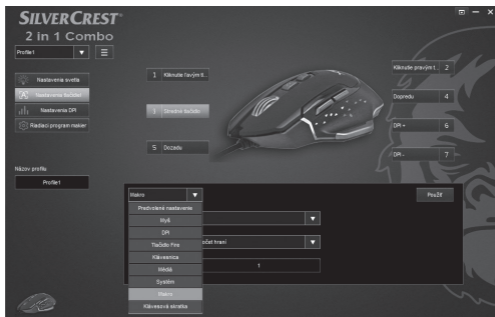 SILVERCREST®
2 in 1 Combo
Profile1
Nastavenia svetla
Nastavenia tlačidiel
Nastavenia DPI
Riadiaci program makier
Názov profilu
Profile1
1 Kliknutie ľavým tl...
3 Stredné tlačidlo
5 Dozadu
Kliknutie pravým t... 2
Dopredu 4
DPI + 6
DPI - 7
Makro
Použiť
Predvolené nastavenie
Myš
DPI
Tlačidlo Fire
Klávesnica
Médiá
Systém
Makro
Klávesová skratka
očet hraní
1